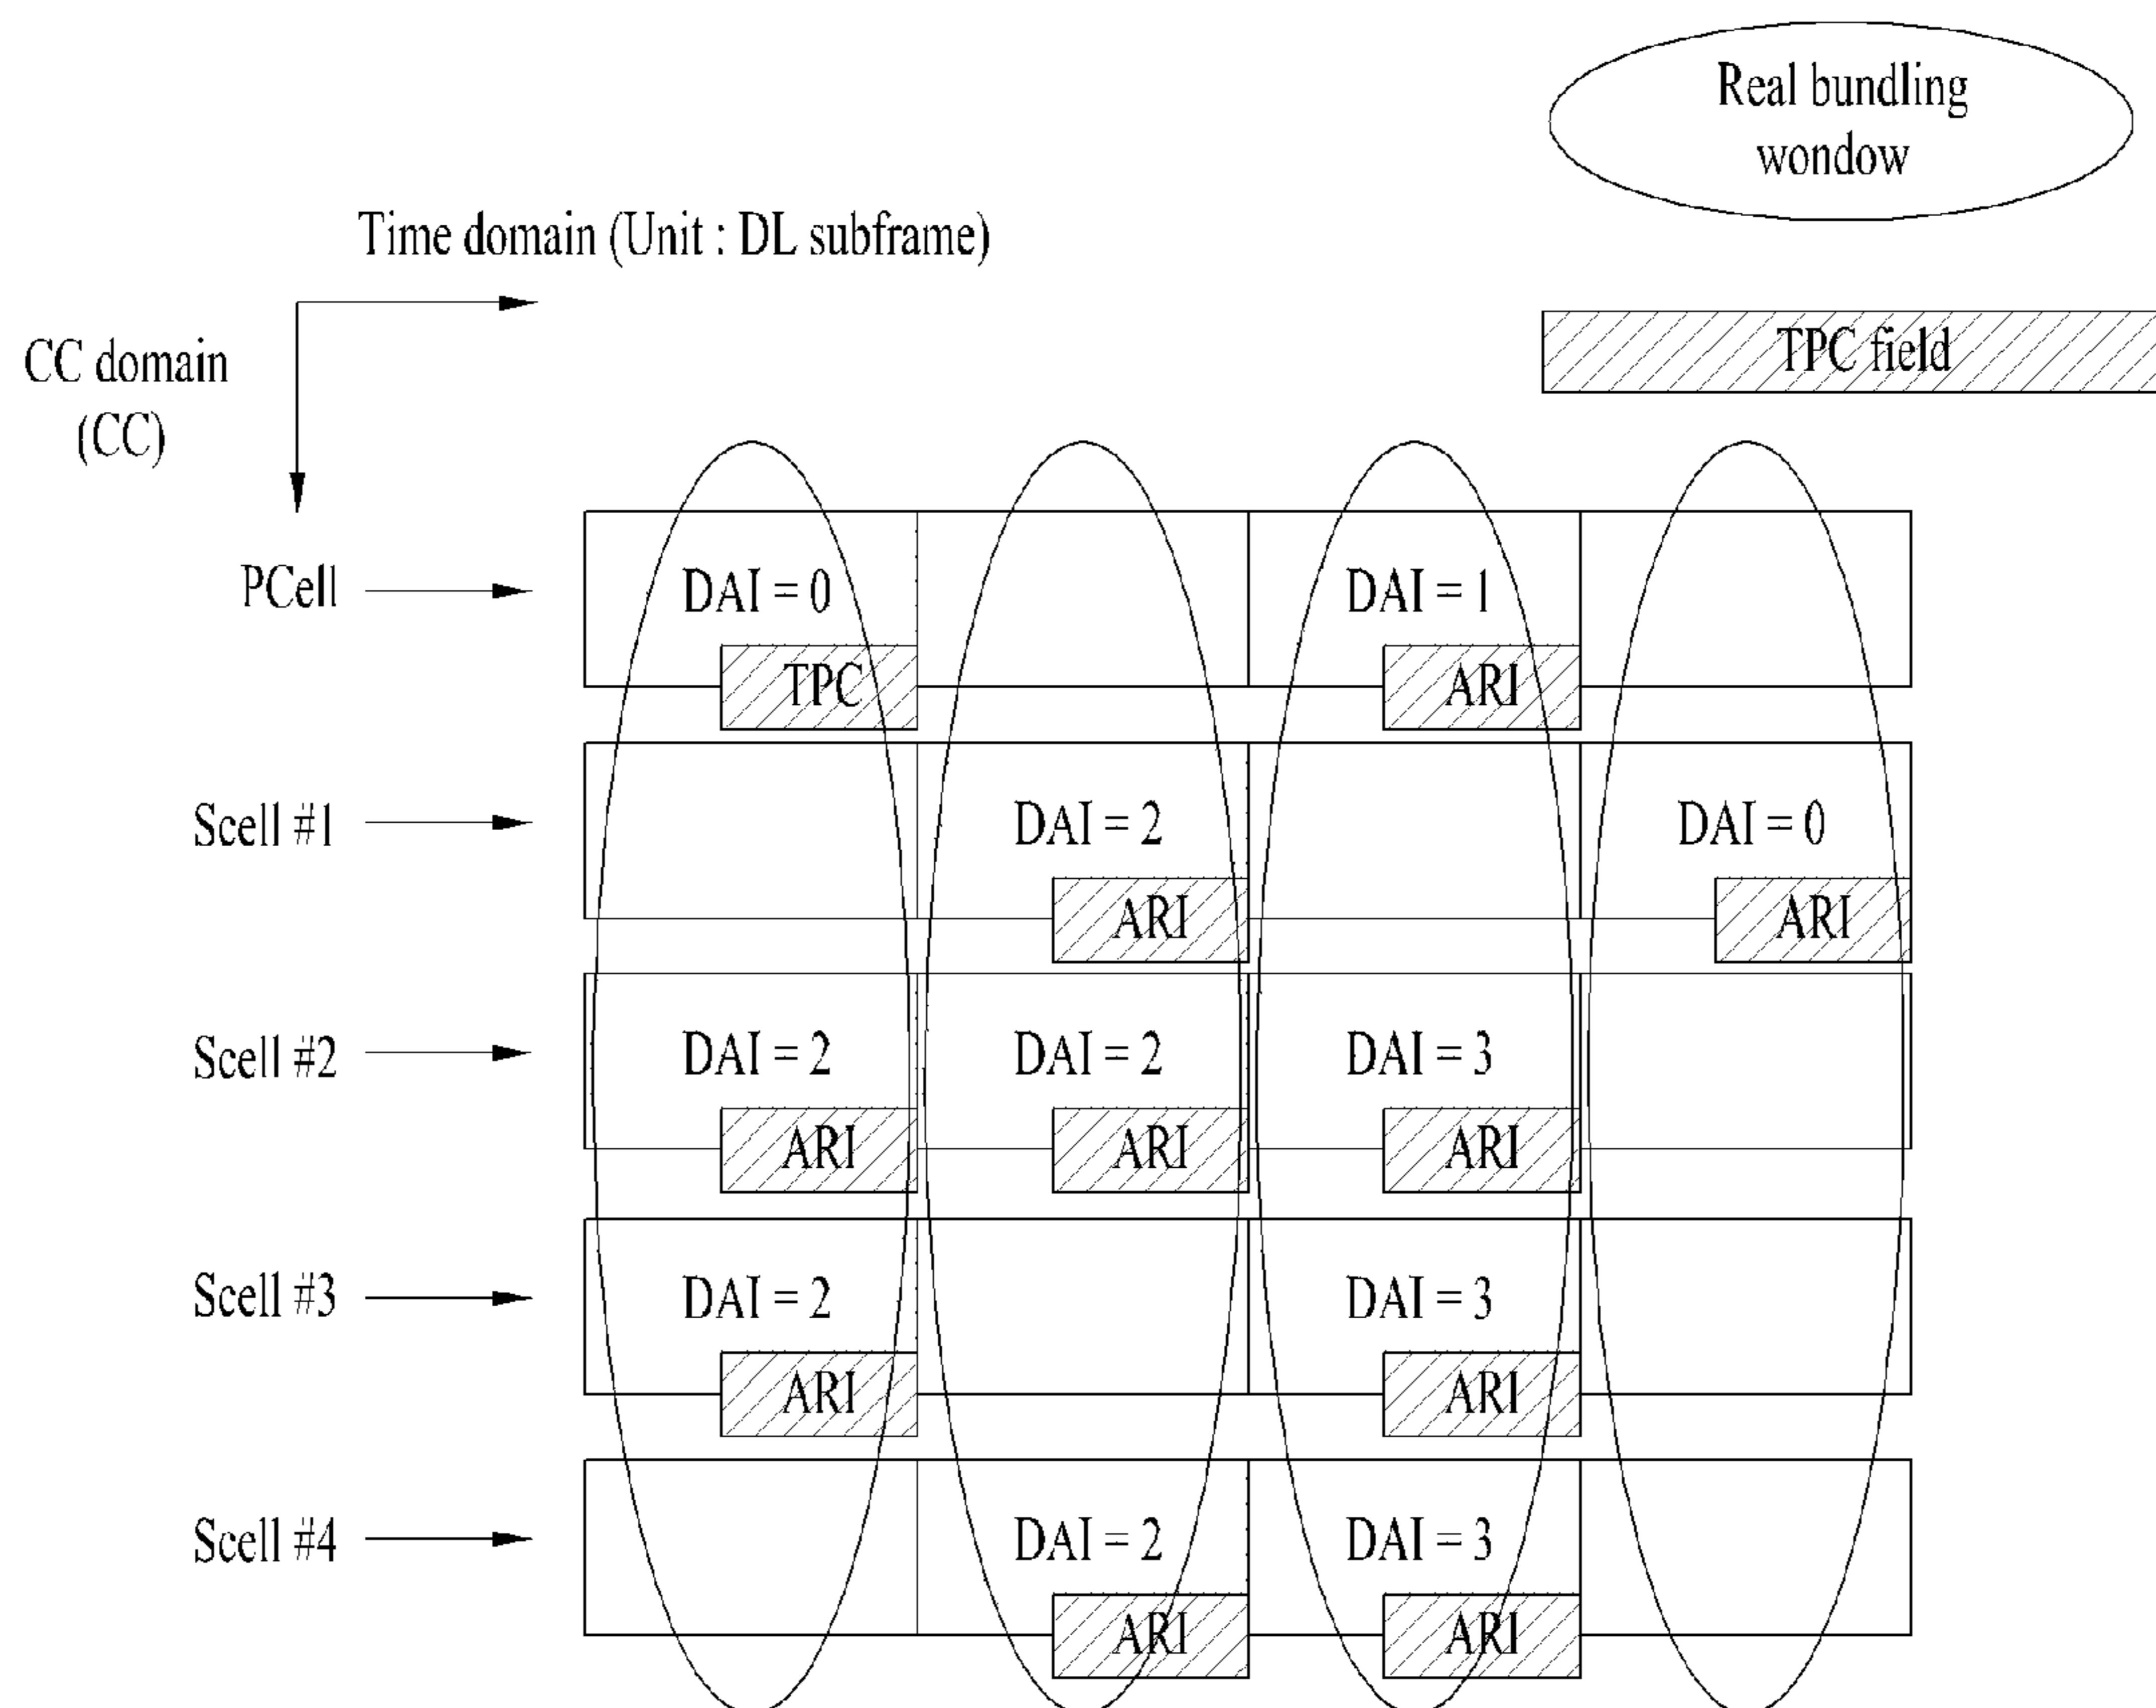 Real bundling
wondow
Time domain (Unit : DL subframe)
TPC field
CC domain
(CC)
PCell
DAI = 0
DAI = 1
TPC
ARI
Scell #1
DAI = 2
DAI = 0
ARI
ARI
Scell #2
DAI = 2
DAI = 2
DAI = 3
ARI
ARI
ARI
Scell #3
DAI = 2
DAI = 3
ARI
ARI
Scell #4
DAI = 2
DAI = 3
ARI
ARI